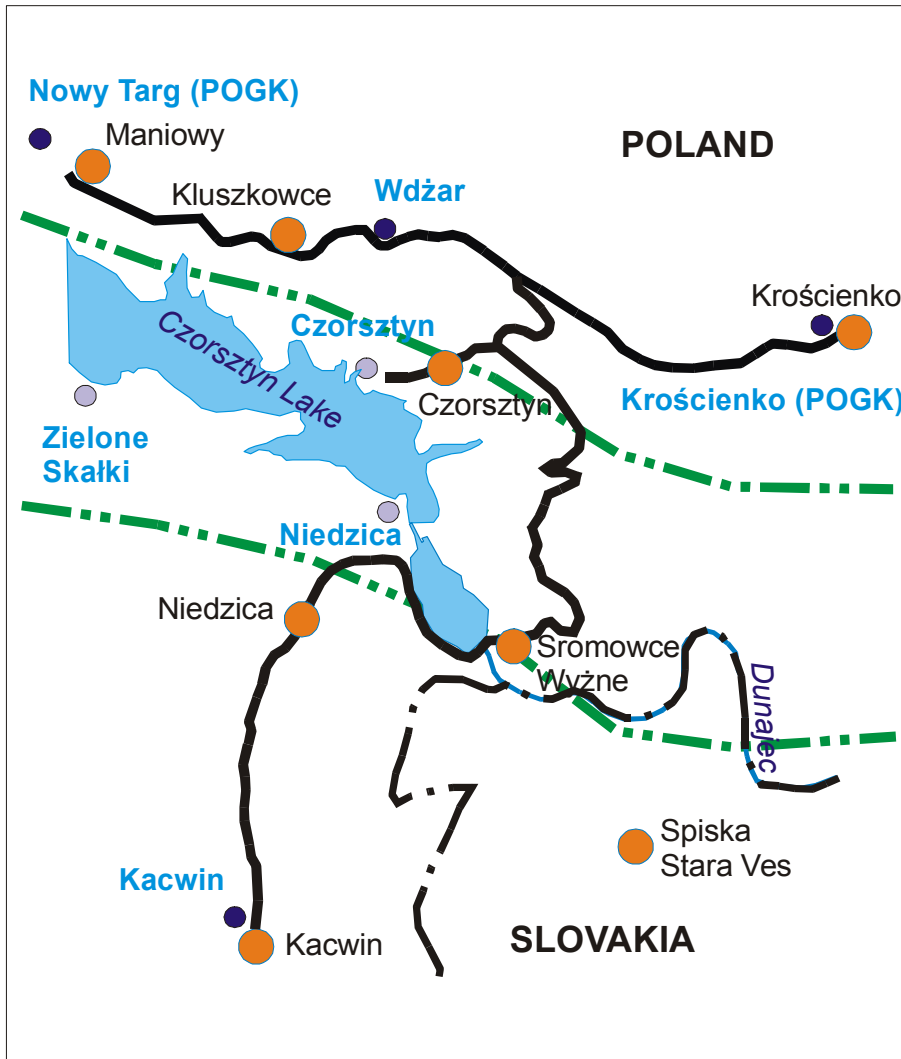 Nowy Targ (POGK)
Maniowy
POLAND
Kluszkowce
Wdżar
Krościenko
Czorsztyn
Czorsztyn Lake
Czorsztyn
Krościenko (POGK)
Zielone
Skałki
Niedzica
Niedzica
Sromowce
Wyżne
Dunajec
Spiska
Stara Ves
Kacwin
Kacwin
SLOVAKIA